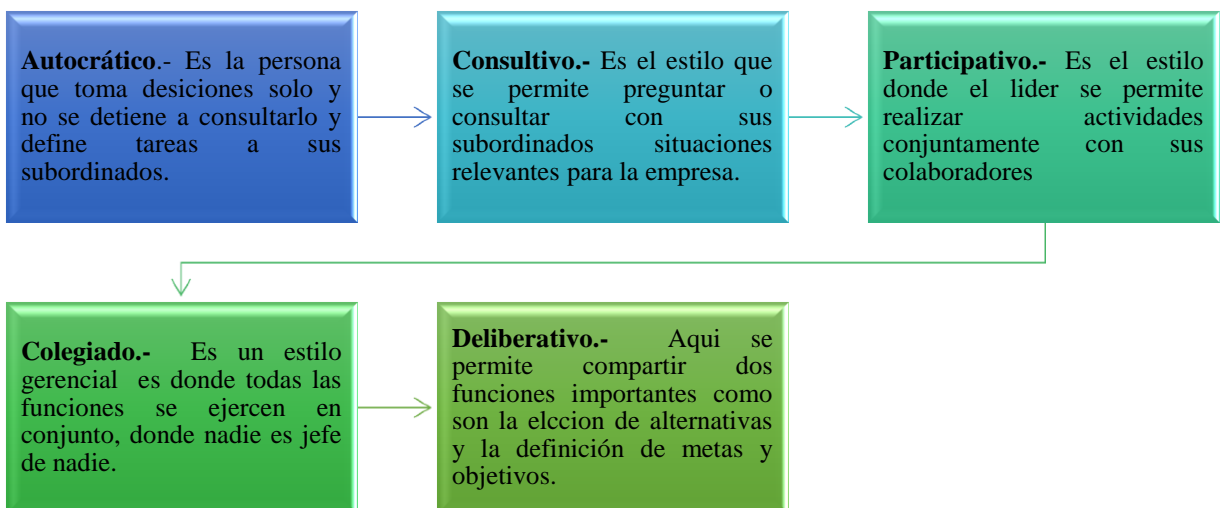 Autocrático.- Es la persona
que toma desiciones solo y
no se detiene a consultarlo y
define tareas a sus
subordinados.
Consultivo.- Es el estilo que
se permite preguntar o
consultar con sus
subordinados situaciones
relevantes para la empresa.
Participativo.- Es el estilo
donde el lider se permite
realizar actividades
conjuntamente con sus
colaboradores
Colegiado.- Es un estilo
gerencial es donde todas las
funciones se ejercen en
conjunto, donde nadie es jefe
de nadie.
Deliberativo.- Aqui se
permite compartir dos
funciones importantes como
son la elccion de alternativas
y la definición de metas y
objetivos.